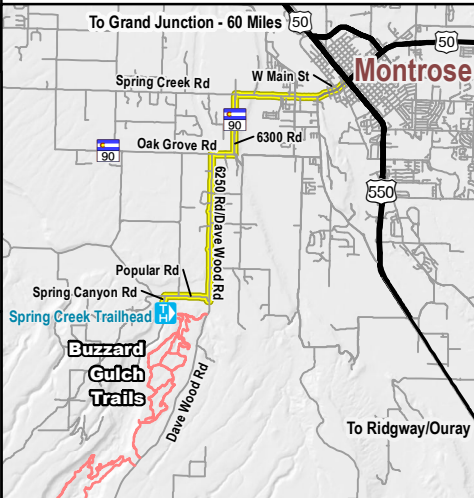 To Grand Junction - 60 Miles
50
50
W Main St
Montrose
Spring Creek Rd
90
6300 Rd
Oak Grove Rd
90
550
6250 Rd/Dave Wood Rd
Popular Rd
Spring Canyon Rd
Spring Creek Trailhead
TH
Buzzard
Gulch
Trails
Dave Wood Rd
To Ridgway/Ouray